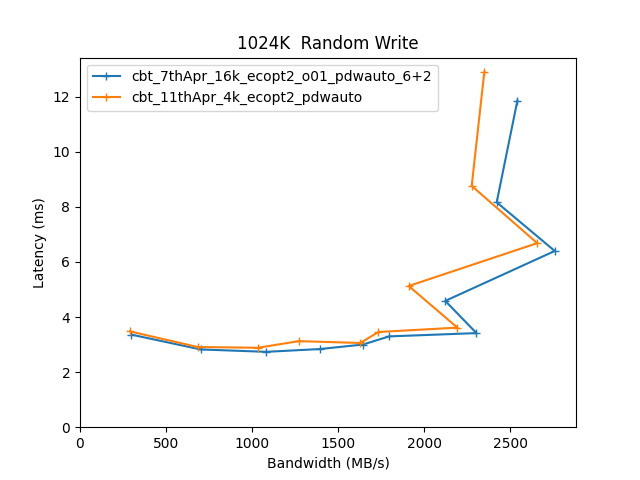 1024K  Random Write
cbt_7thApr_16k_ecopt2_o01_pdwauto_6+2
cbt_11thApr_4k_ecopt2_pdwauto
Latency (ms)
12
10
8
6
4
2
0
0 500 1000 1500 2000 2500
Bandwidth (MB/s)